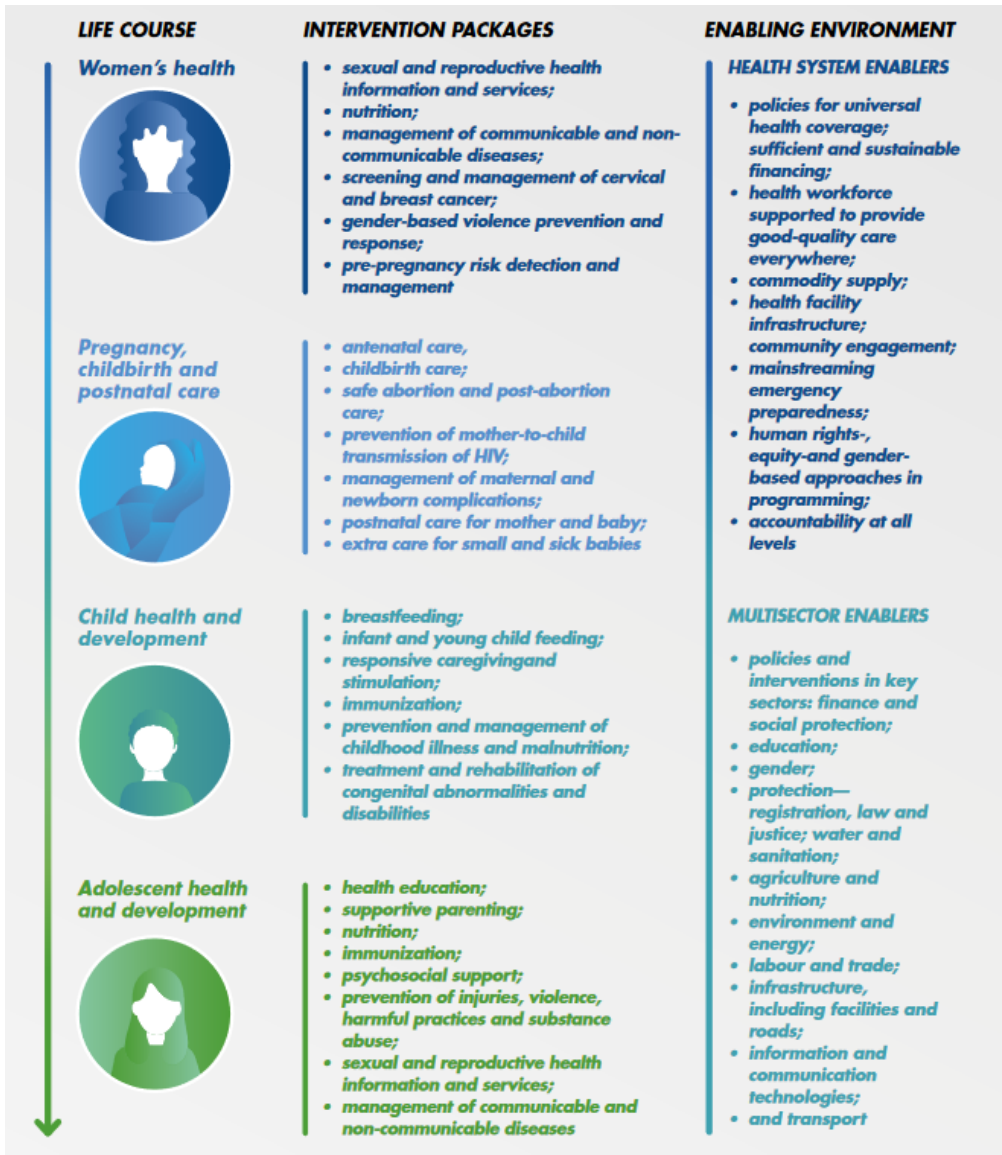 LIFE COURSE
Women's health
Pregnancy,
childbirth and
postnatal care
Child health and
development
Adolescent health
and development
INTERVENTION PACKAGES
• sexual and reproductive health
information and services;
• nutrition;
• management of communicable and non-
communicable diseases;
• screening and management of cervical
and breast cancer;
• gender-based violence prevention and
response;
• pre-pregnancy risk detection and
management
• antenatal care,
• childbirth care;
• safe abortion and post-abortion
care;
• prevention of mother-to-child
transmission of HIV;
• management of maternal and
newborn complications;
• postnatal care for mother and baby;
• extra care for small and sick babies
• breastfeeding;
• infant and young child feeding;
• responsive caregivingand
stimulation;
• immunization;
• prevention and management of
childhood illness and malnutrition;
• treatment and rehabilitation of
congenital abnormalities and
disabilities
• health education;
• supportive parenting;
• nutrition;
• immunization;
• psychosocial support;
• prevention of injuries, violence,
harmful practices and substance
abuse;
• sexual and reproductive health
information and services;
• management of communicable and
non-communicable diseases
ENABLING ENVIRONMENT
HEALTH SYSTEM ENABLERS
• policies for universal
health coverage;
sufficient and sustainable
financing;
• health workforce
supported to provide
good-quality care
everywhere;
• commodity supply;
• health facility
infrastructure;
community engagement;
• mainstreaming
emergency
preparedness;
• human rights-,
equity-and gender-
based approaches in
programming;
• accountability at all
levels
MULTISECTOR ENABLERS
• policies and
interventions in key
sectors: finance and
social protection;
• education;
• gender;
• protection—
registration, law and
justice; water and
sanitation;
• agriculture and
nutrition;
• environment and
energy;
• labour and trade;
• infrastructure,
including facilities and
roads;
• information and
communication
technologies;
• and transport